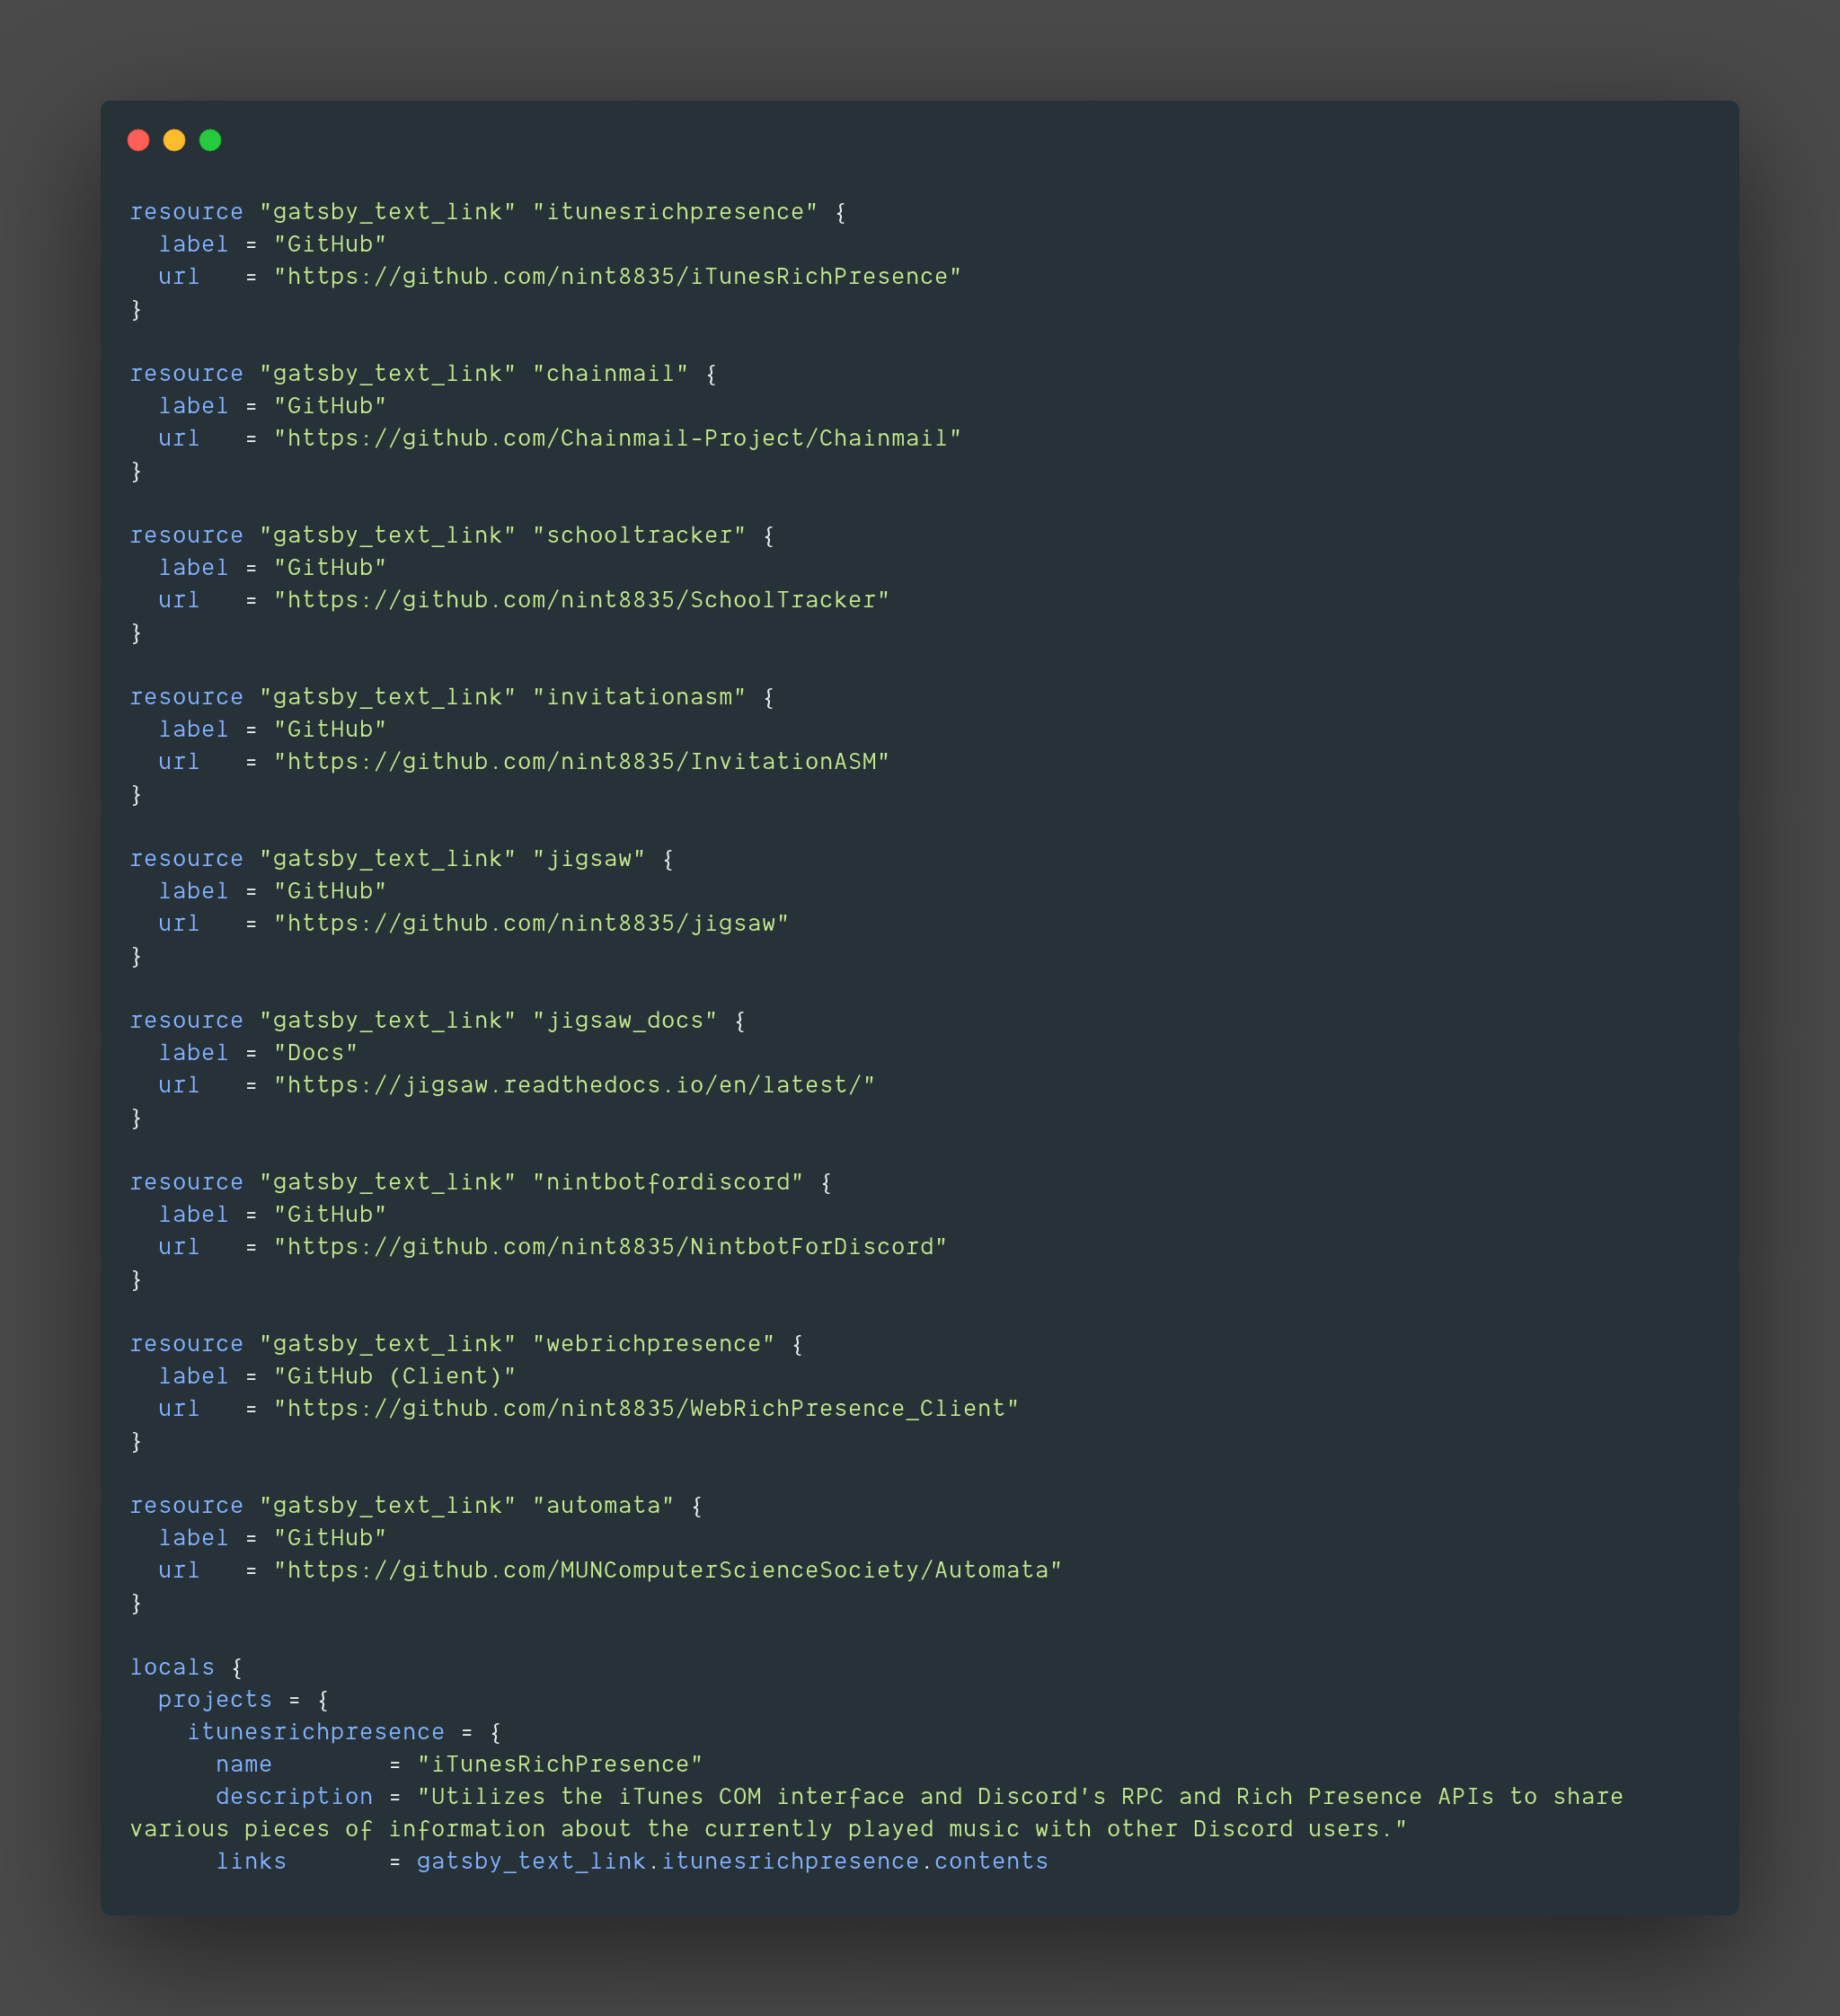 resource "gatsby_text_link" "itunesrichpresence" {
  label = "GitHub"
  url   = "https://github.com/nint8835/iTunesRichPresence"
}

resource "gatsby_text_link" "chainmail" {
  label = "GitHub"
  url   = "https://github.com/Chainmail-Project/Chainmail"
}

resource "gatsby_text_link" "schooltracker" {
  label = "GitHub"
  url   = "https://github.com/nint8835/SchoolTracker"
}

resource "gatsby_text_link" "invitationasm" {
  label = "GitHub"
  url   = "https://github.com/nint8835/InvitationASM"
}

resource "gatsby_text_link" "jigsaw" {
  label = "GitHub"
  url   = "https://github.com/nint8835/jigsaw"
}

resource "gatsby_text_link" "jigsaw_docs" {
  label = "Docs"
  url   = "https://jigsaw.readthedocs.io/en/latest/"
}

resource "gatsby_text_link" "nintbotfordiscord" {
  label = "GitHub"
  url   = "https://github.com/nint8835/NintbotForDiscord"
}

resource "gatsby_text_link" "webrichpresence" {
  label = "GitHub (Client)"
  url   = "https://github.com/nint8835/WebRichPresence_Client"
}

resource "gatsby_text_link" "automata" {
  label = "GitHub"
  url   = "https://github.com/MUNComputerScienceSociety/Automata"
}

locals {
  projects = {
    itunesrichpresence = {
      name        = "iTunesRichPresence"
      description = "Utilizes the iTunes COM interface and Discord's RPC and Rich Presence APIs to share
various pieces of information about the currently played music with other Discord users."
      links       = gatsby_text_link.itunesrichpresence.contents